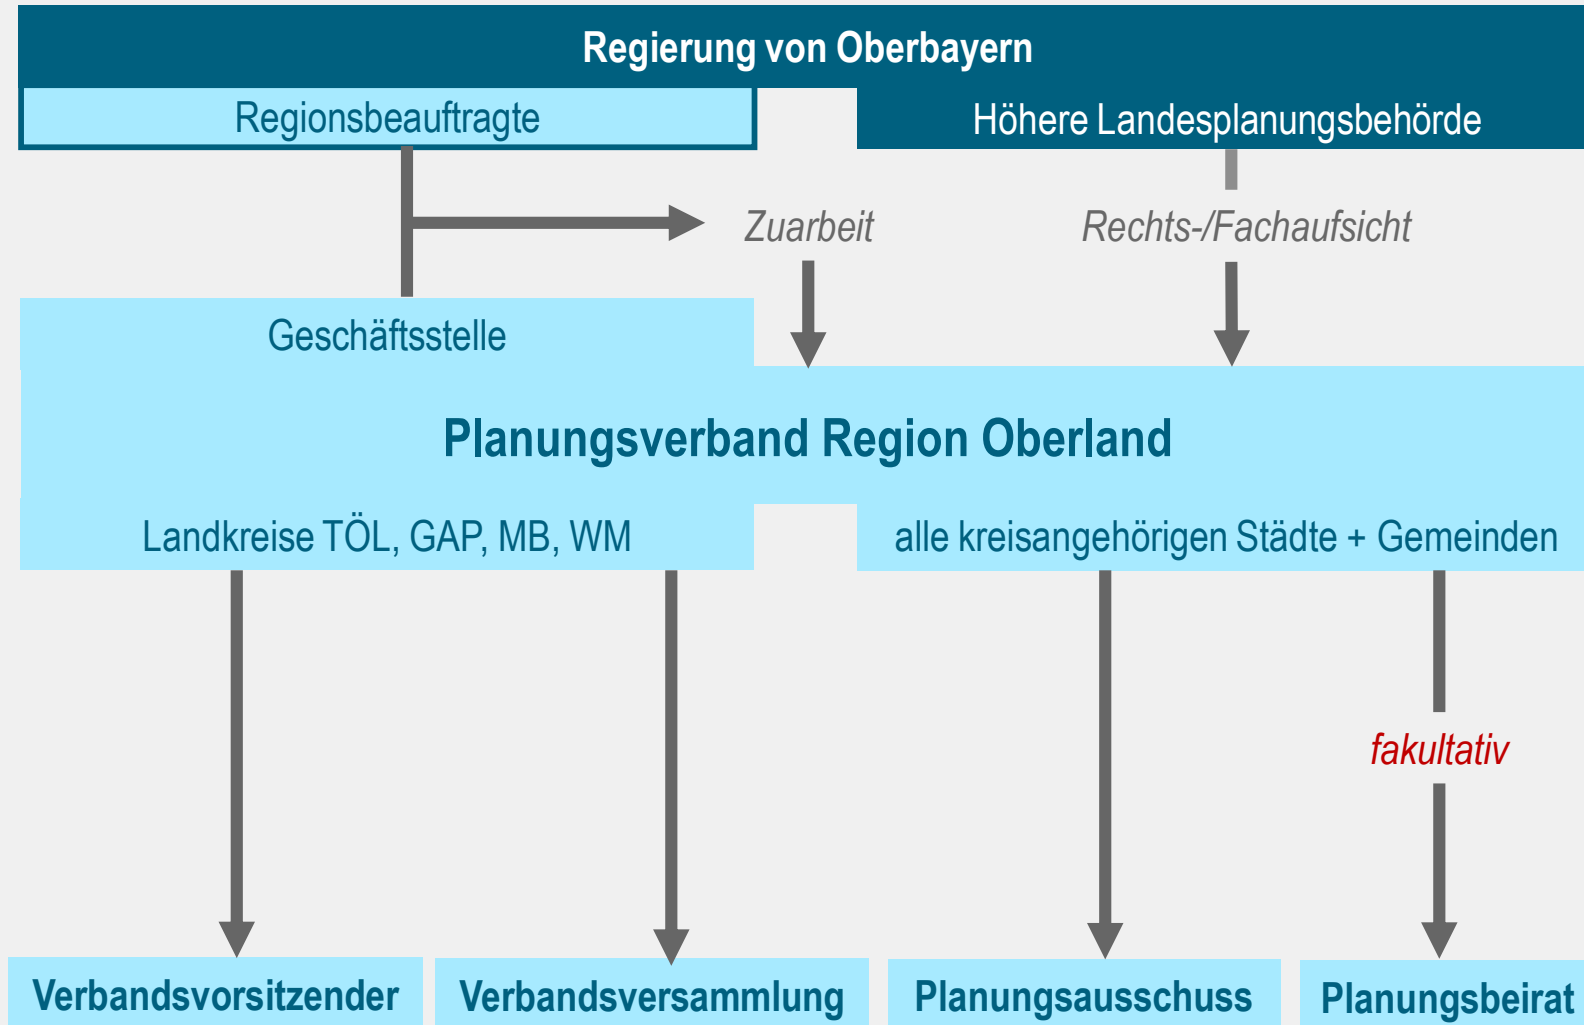 Regierung von Oberbayern
Regionsbeauftragte
Höhere Landesplanungsbehörde
Zuarbeit
Rechts-/Fachaufsicht
Geschäftsstelle
Planungsverband Region Oberland
Landkreise TÖL, GAP, MB, WM
alle kreisangehörigen Städte + Gemeinden
fakultativ
Verbandsvorsitzender
Verbandsversammlung
Planungsausschuss
Planungsbeirat